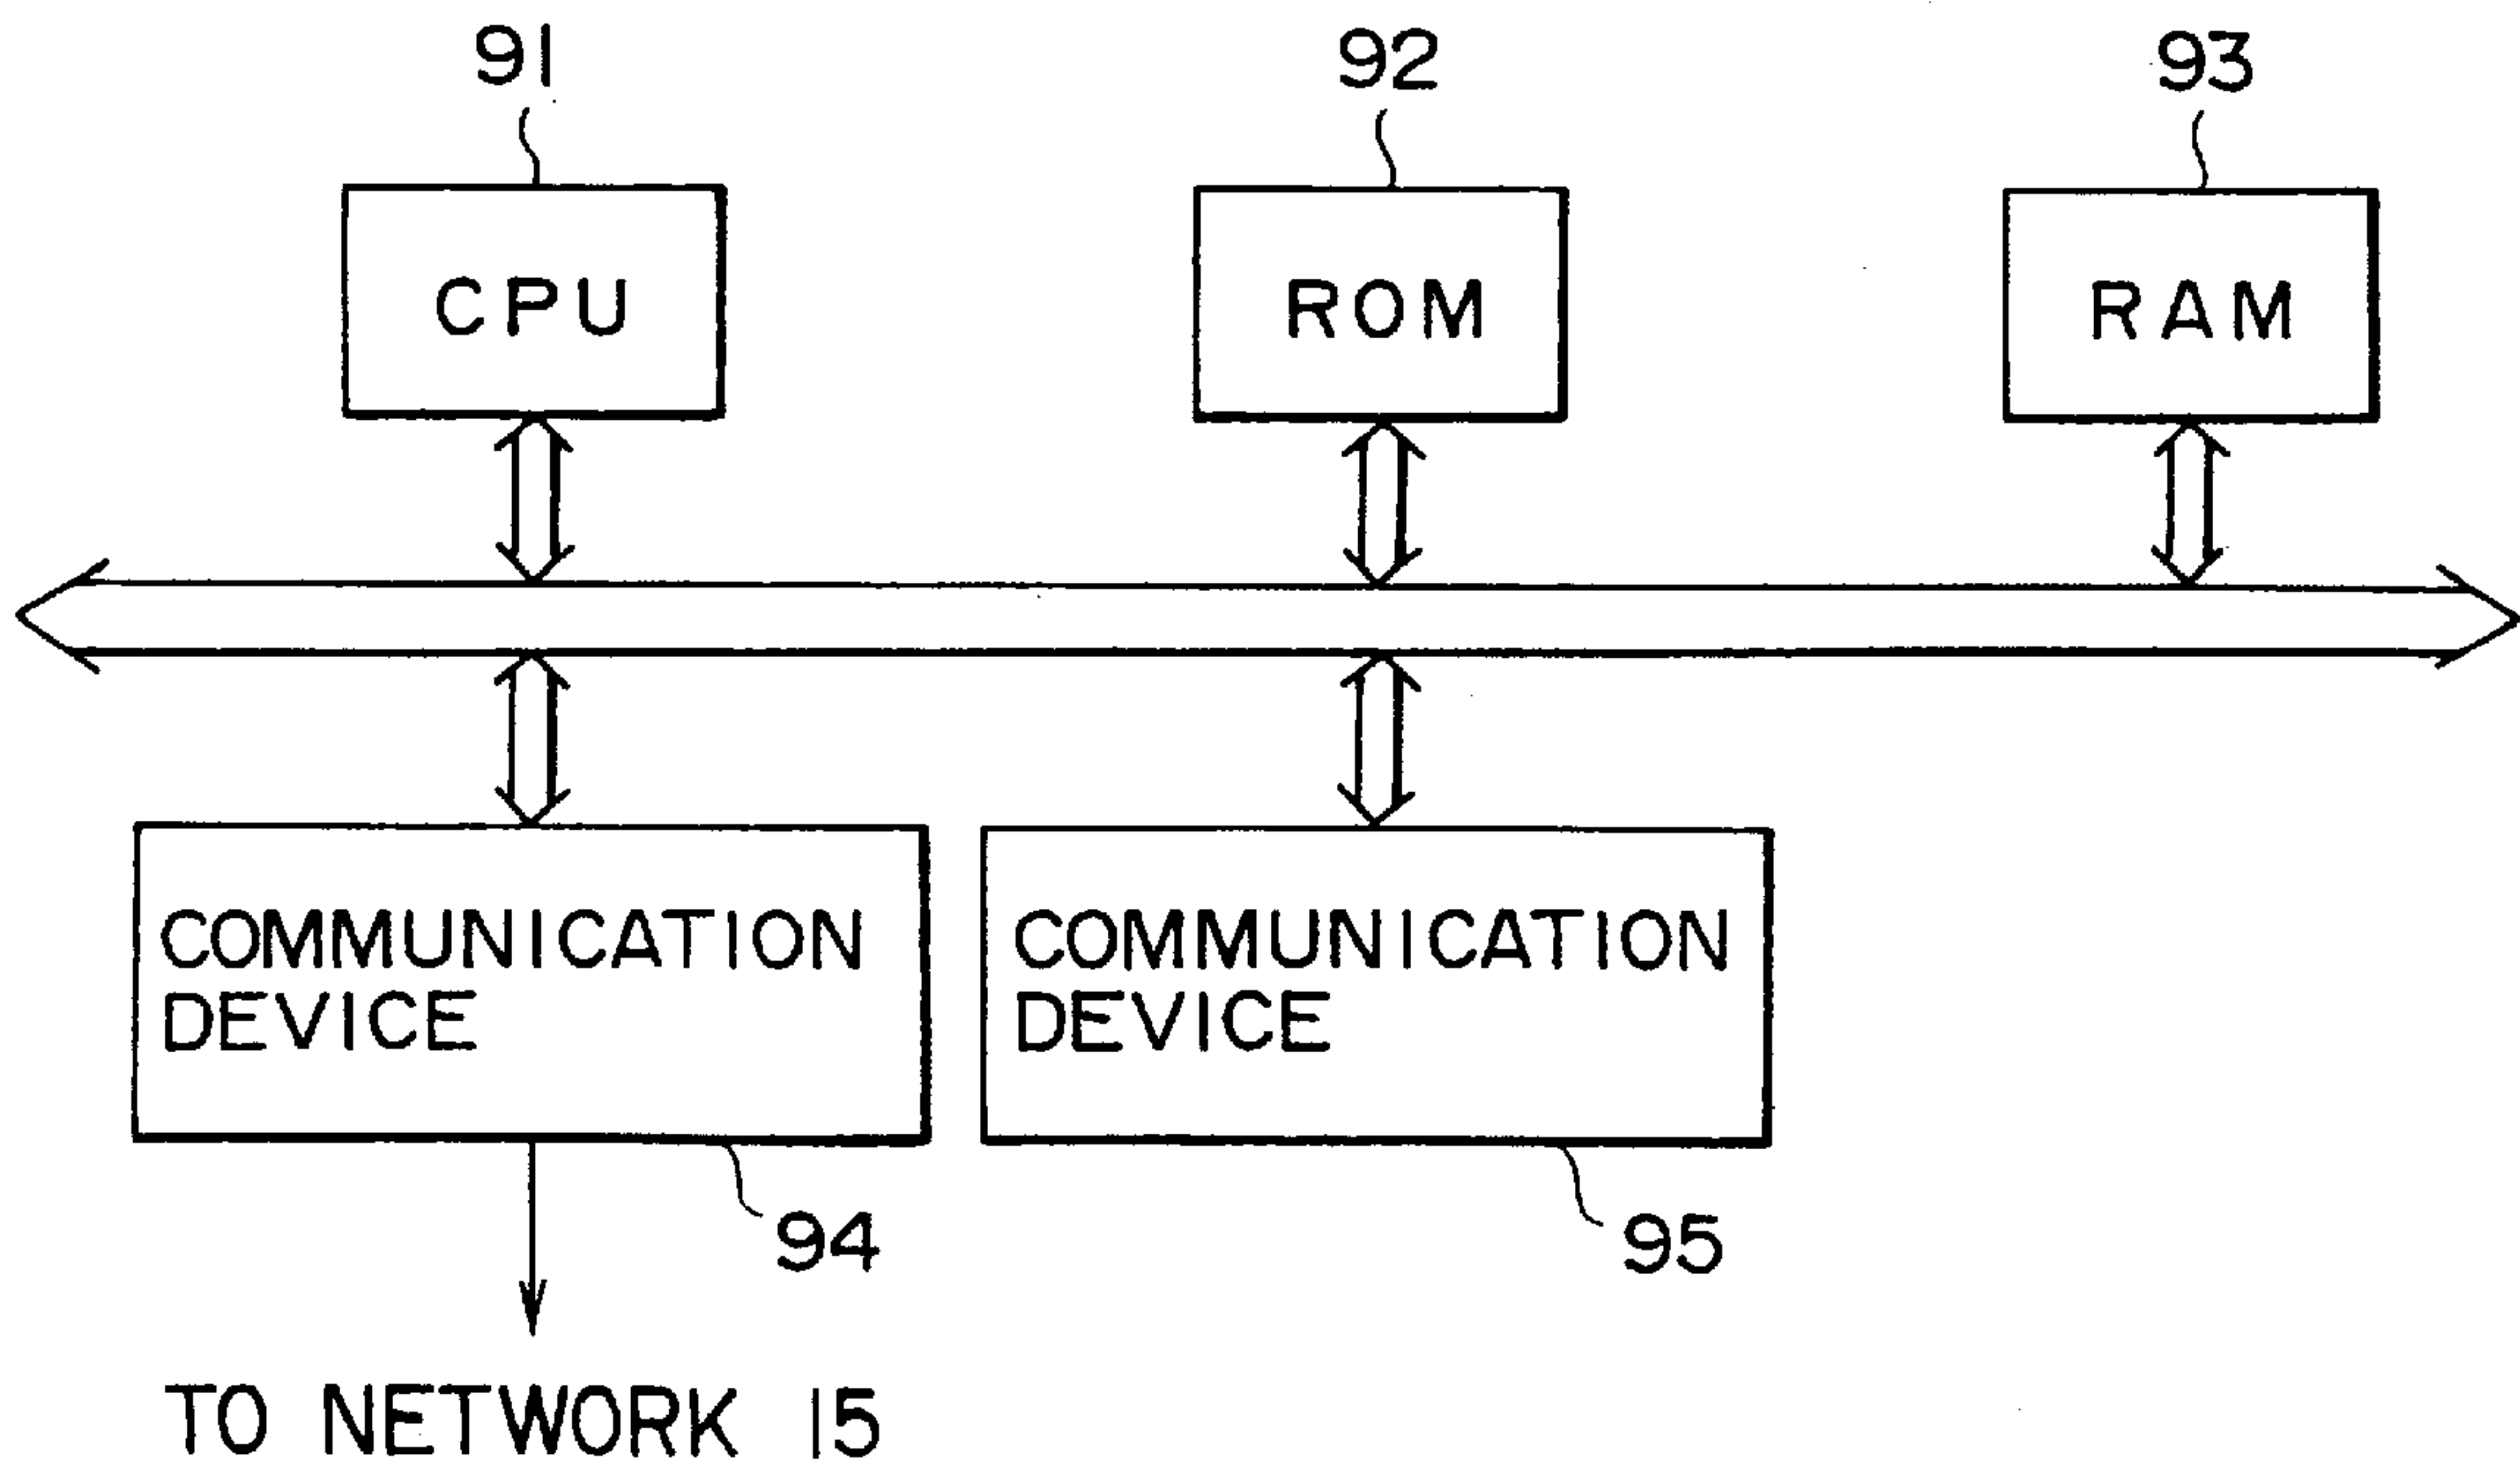 91
92
93
CPU
ROM
RAM
COMMUNICATION
DEVICE
COMMUNICATION
DEVICE
94
95
TO NETWORK 15